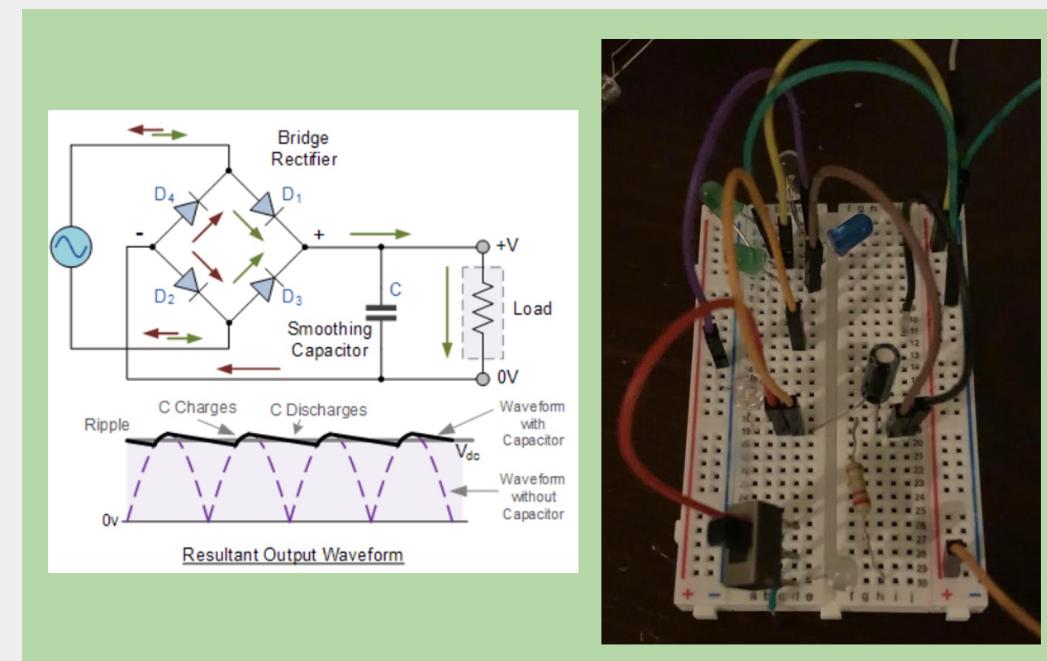 Bridge
Rectifier
D4
D1
-
+
+V
D2
D3
C
Load
Smoothing
Capacitor
0V
C Charges
C Discharges
Waveform
with
Capacitor
Ripple
Vdc
Waveform
without
Capacitor
0v
Resultant Output Waveform